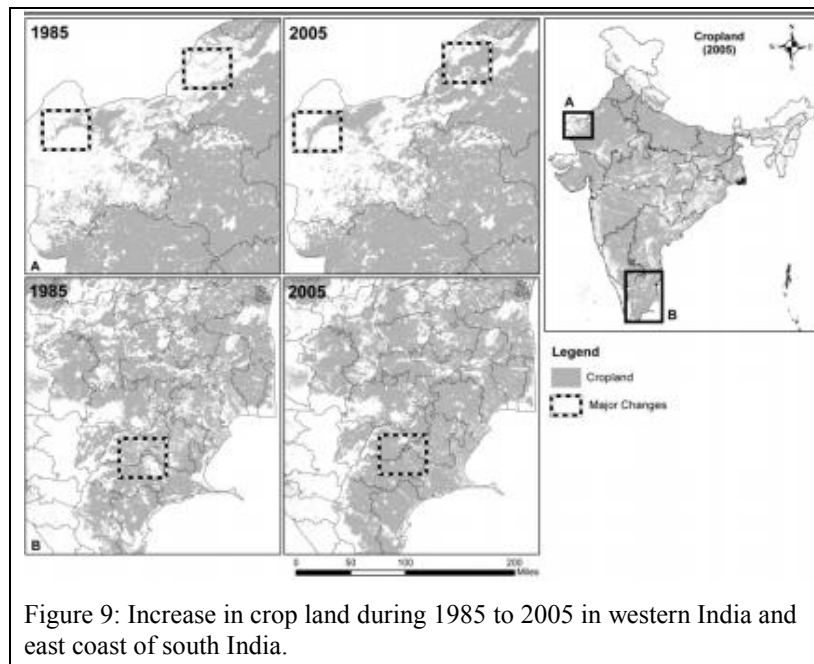 1985
2005
Cropland
(2005)
N
A
A
1985
2005
B
B
Legend
Cropland
Major Changes
0 50 100 200
Miles
Figure 9: Increase in crop land during 1985 to 2005 in western India and
east coast of south India.